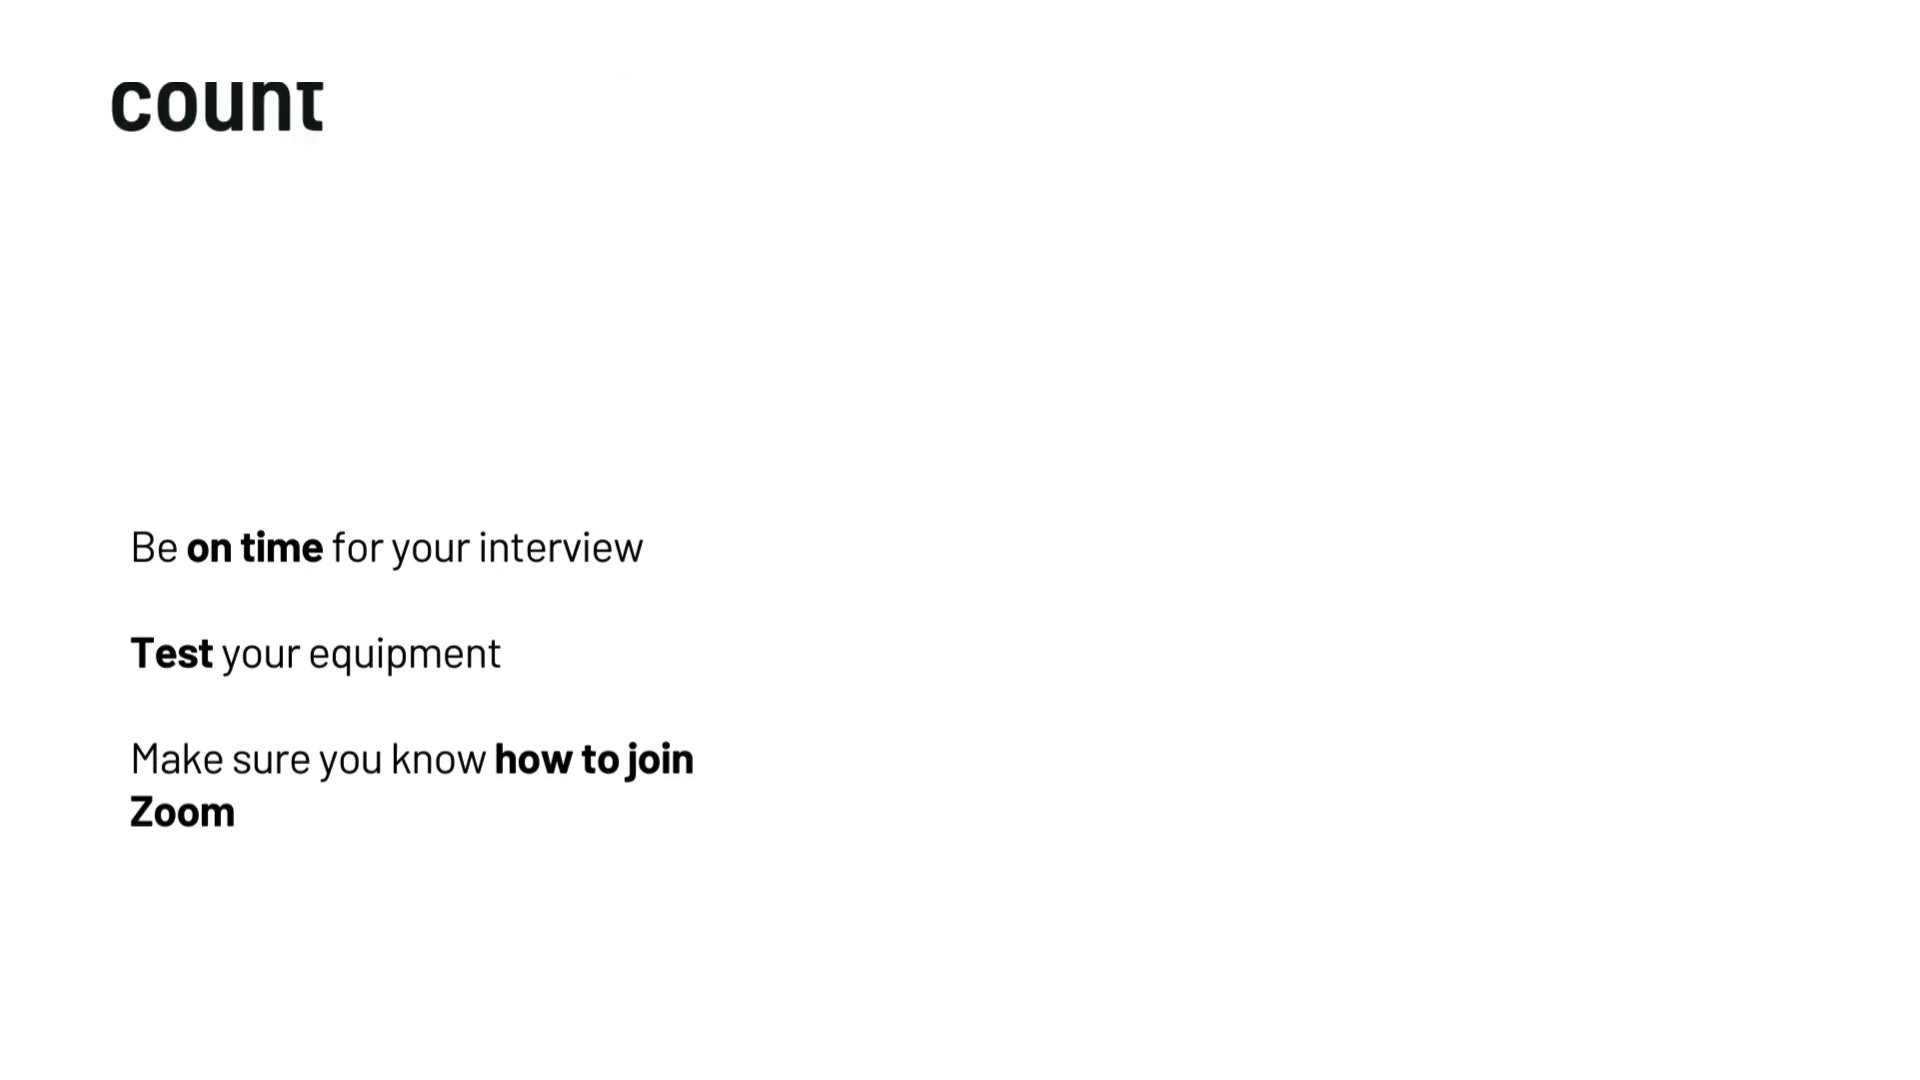 count
Be on time for your interview
Test your equipment
Make sure you know how to join
Zoom